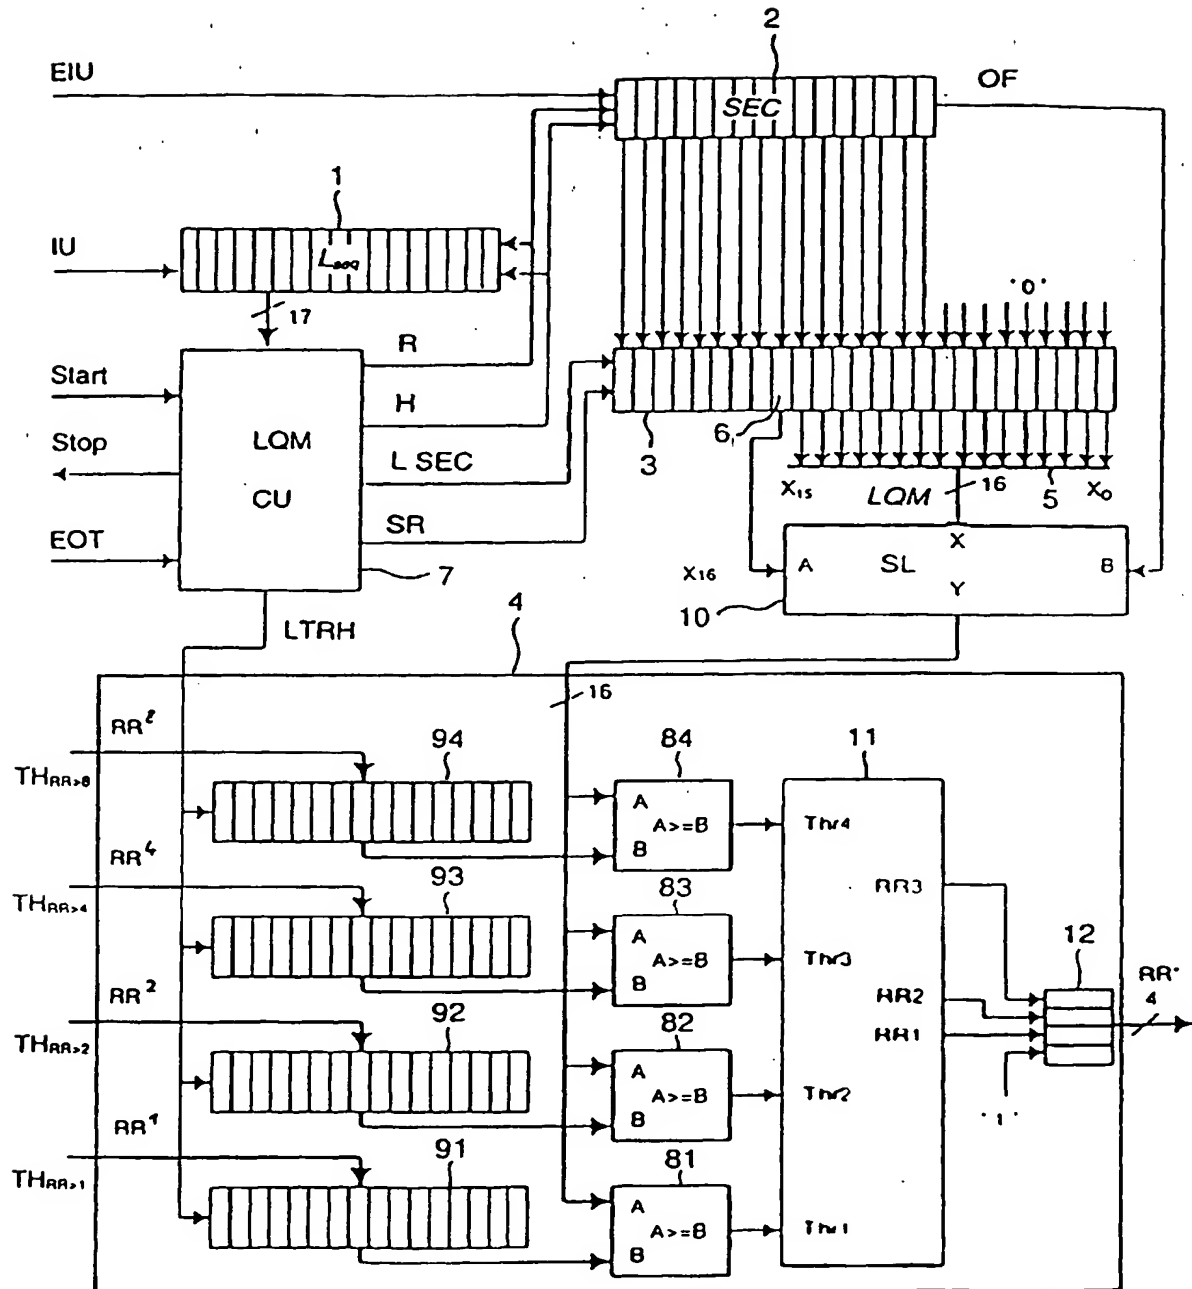 2
EIU
SEC
OF
1
IU
Lseq
17
"0"
R
Start
H
6
3
Stop
LQM
CU
L SEC
X15
LQM
16
5
X0
SR
EOT
7
X
X16
A
SL
B
Y
10
LTRH
4
16
RR
94
84
11
THRR>8
A
A>=B
B
Thr4
RR4
93
83
RR3
THRR>4
A
A>=B
B
Thr3
12
RR2
92
82
RR2
RR1
RR*
4
THRR>2
A
A>=B
B
Thr2
"1"
RR1
91
81
THRR>1
A
A>=B
B
Thr1